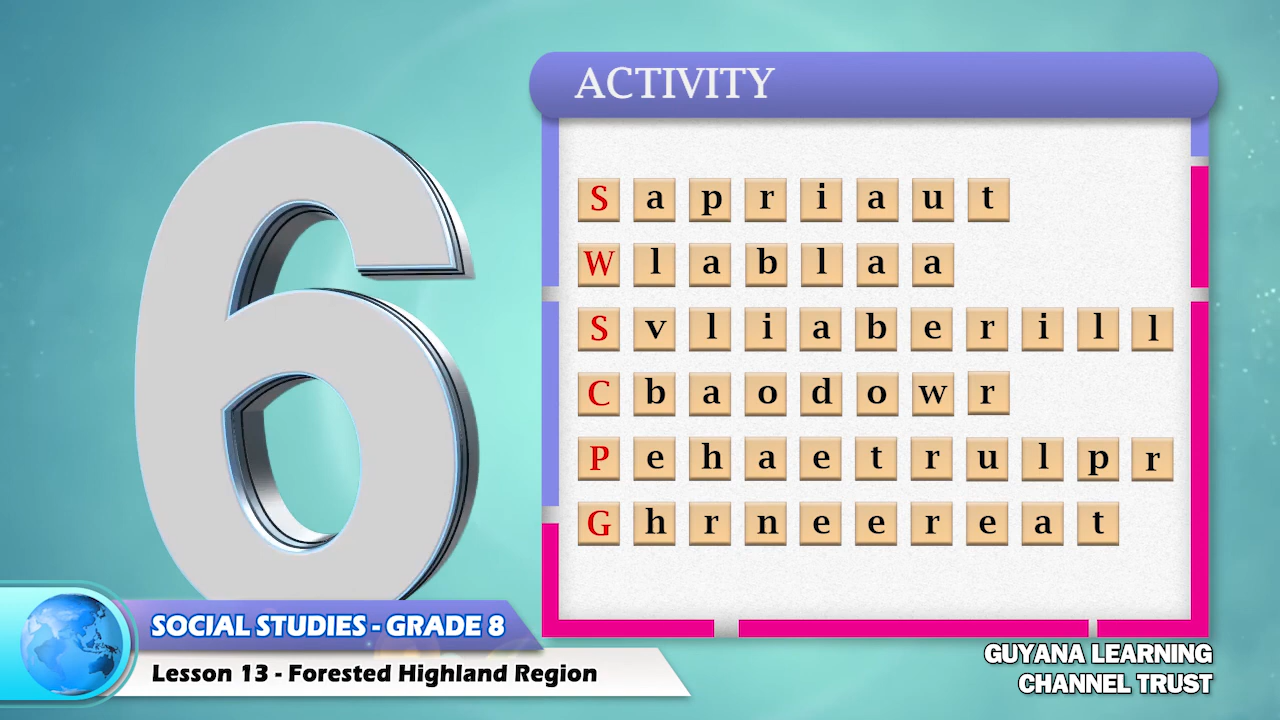 6
ACTIVITY
S a p r i a u t
W l a b l a a
S v l i a b e r i l l
C b a o d o w r
P e h a e t r u l p r
G h r n e e r e a t
SOCIAL STUDIES - GRADE 8
Lesson 13 - Forested Highland Region
GUYANA LEARNING
CHANNEL TRUST